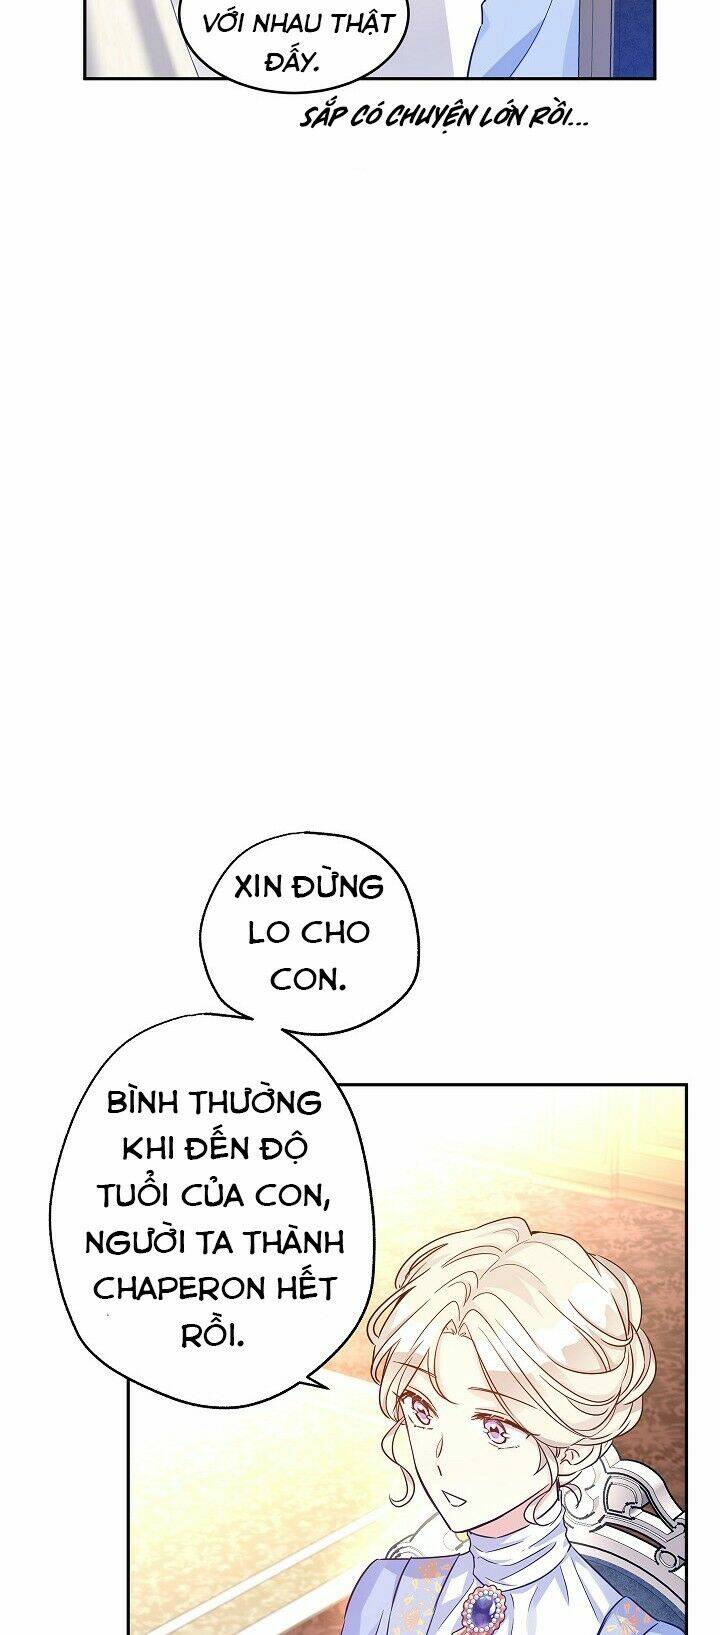 VỚI NHAU THẬT
ĐẤY.
SẮP CÓ CHUYỆN LỚN RỒI...
XIN ĐỪNG
LO CHO
CON.
BÌNH THƯỜNG
KHI ĐẾN ĐỘ
TUỔI CỦA CON,
NGƯỜI TA THÀNH
CHAPERON HẾT
RỒI.